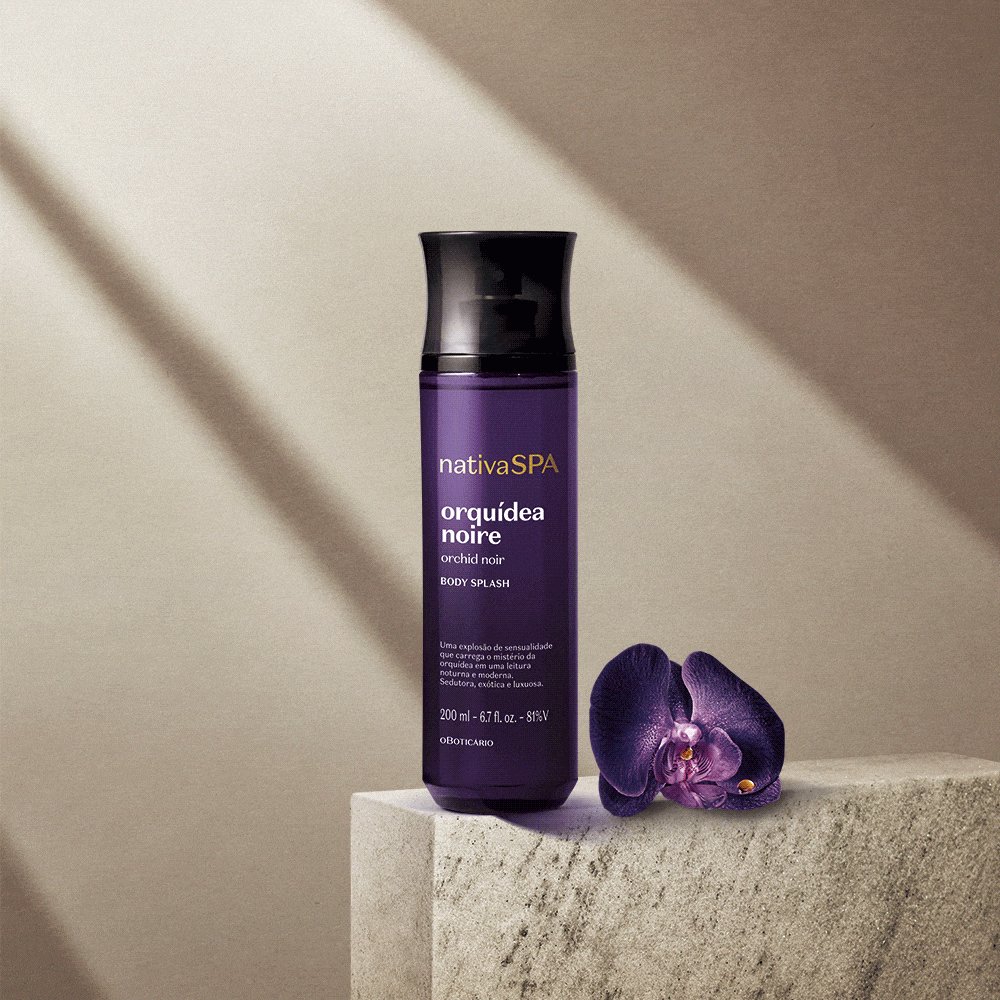 nativaSPA
orquídea
noire
orchid noir
BODY SPLASH
Uma explosão de sensualidade
que carrega o mistério da
orquídea em uma leitura
noturna e moderna.
Sedutora, exótica e luxuosa.
200 ml - 6.7 fl. oz. - 81%V
oBOTICÁRIO